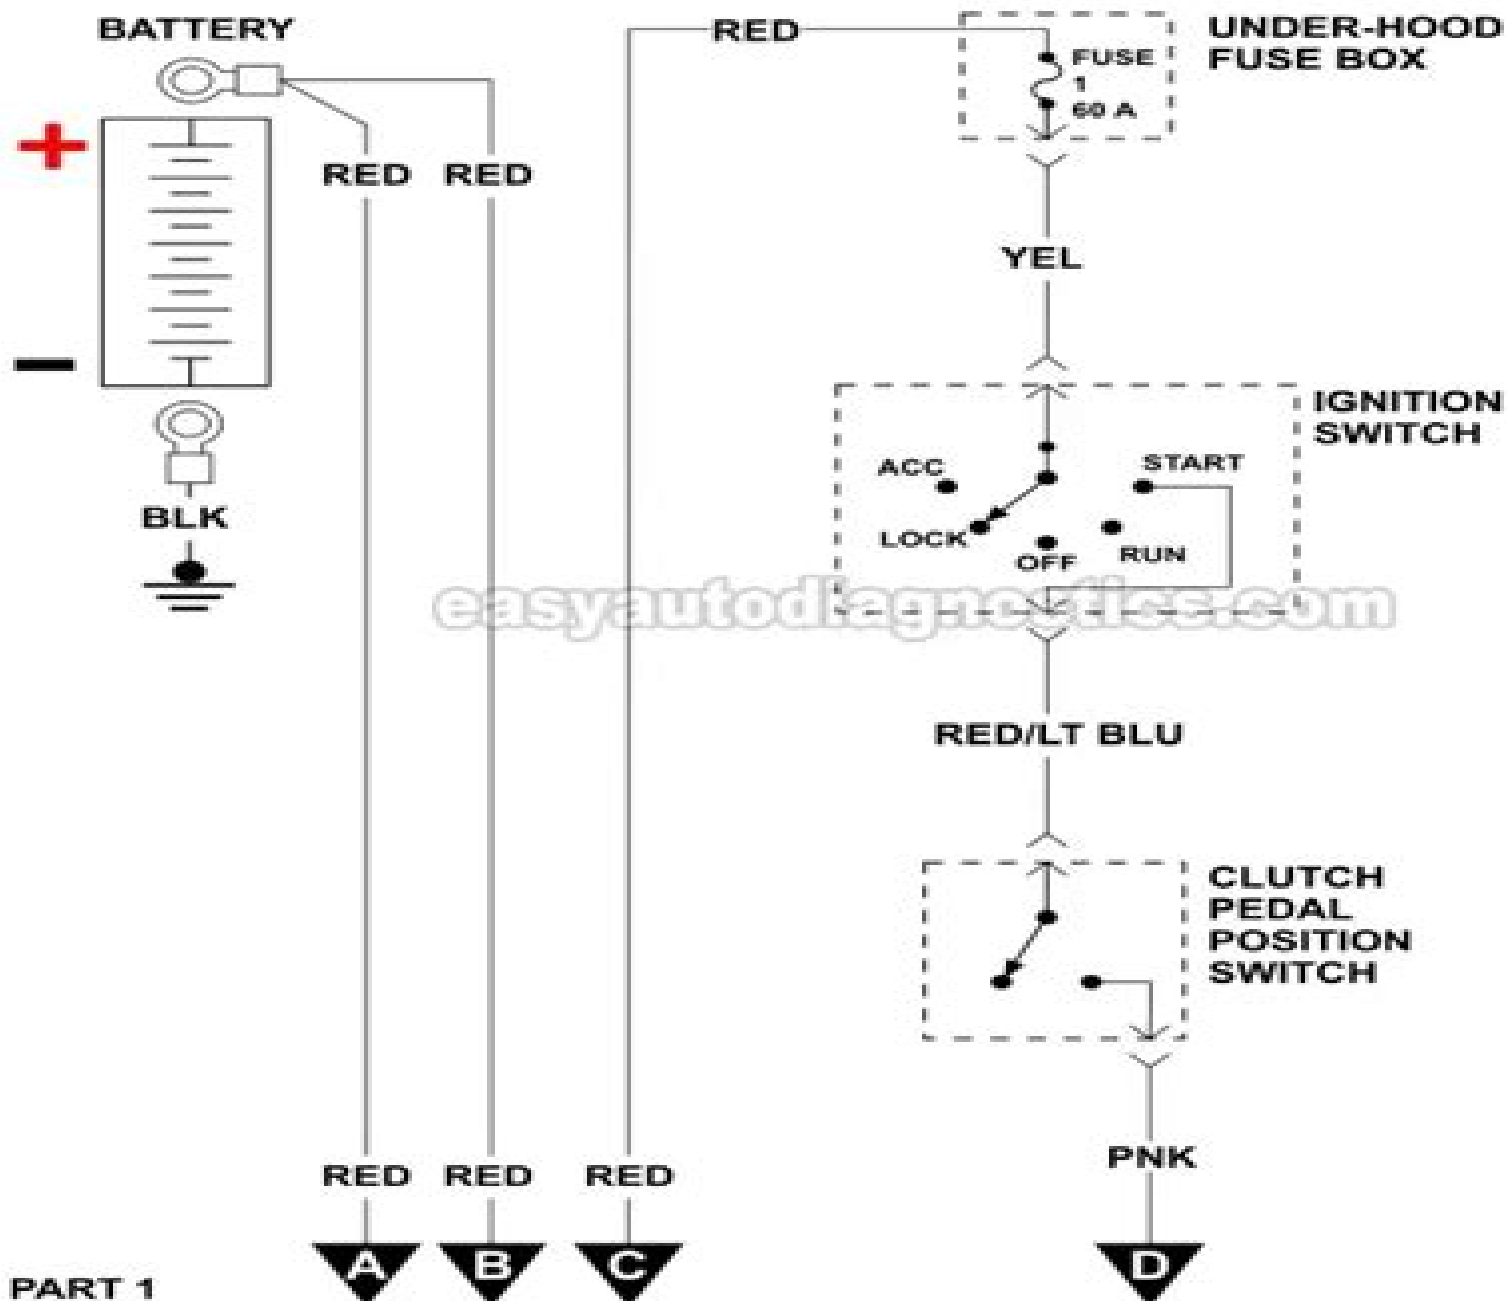 BATTERY
RED
UNDER-HOOD
FUSE BOX
FUSE
1
60 A
+
RED RED
YEL
−
IGNITION
SWITCH
ACC
START
LOCK
OFF
RUN
BLK
easyautodiagnostics.com
RED/LT BLU
CLUTCH
PEDAL
POSITION
SWITCH
PNK
RED RED RED
A B C D
PART 1